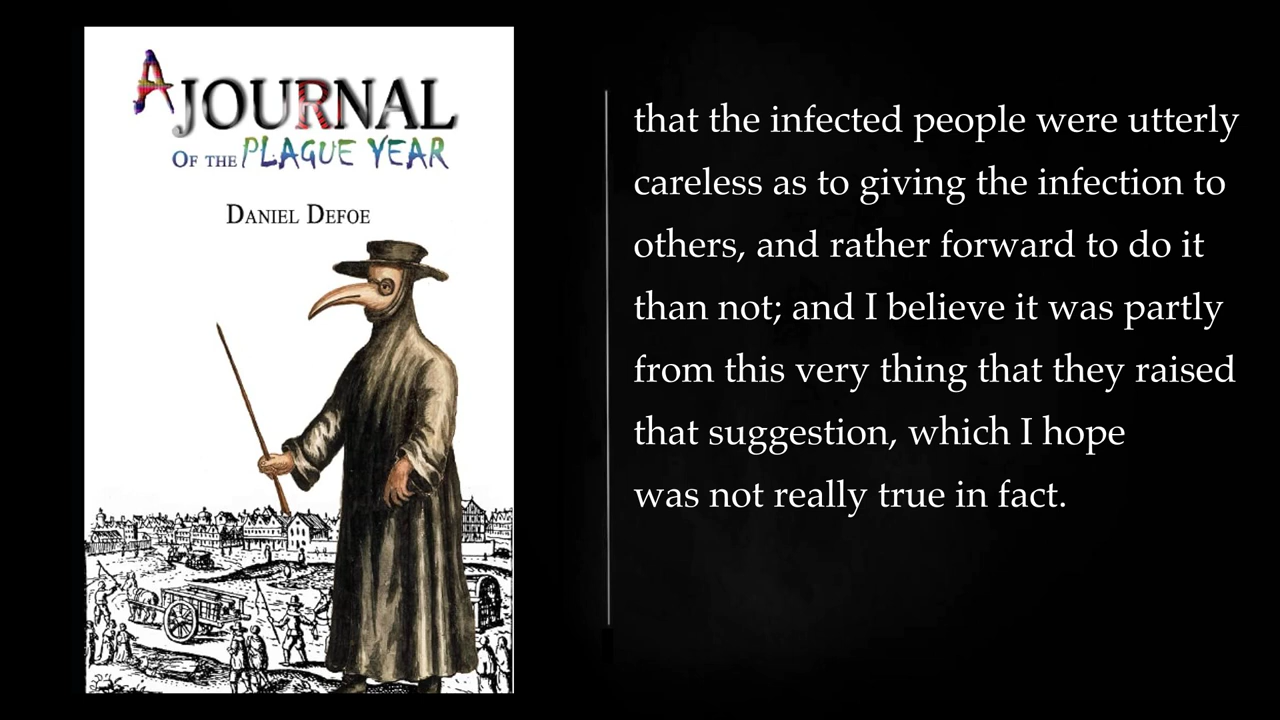 A JOURNAL
OF THE PLAGUE YEAR
DANIEL DEFOE
that the infected people were utterly
careless as to giving the infection to
others, and rather forward to do it
than not; and I believe it was partly
from this very thing that they raised
that suggestion, which I hope
was not really true in fact.